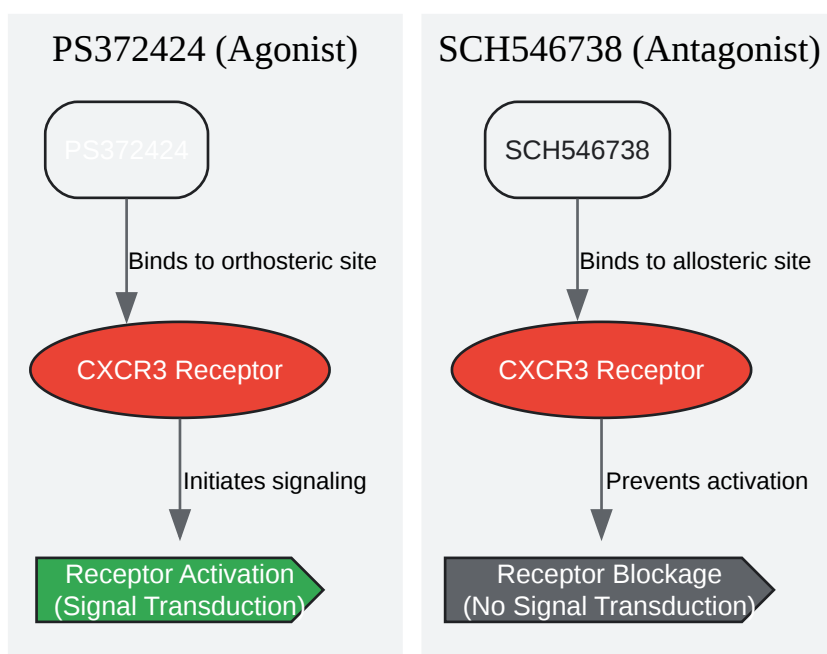 PS372424 (Agonist)
PS372424
Binds to orthosteric site
CXCR3 Receptor
Initiates signaling
Receptor Activation
(Signal Transduction)
SCH546738 (Antagonist)
SCH546738
Binds to allosteric site
CXCR3 Receptor
Prevents activation
Receptor Blockage
(No Signal Transduction)